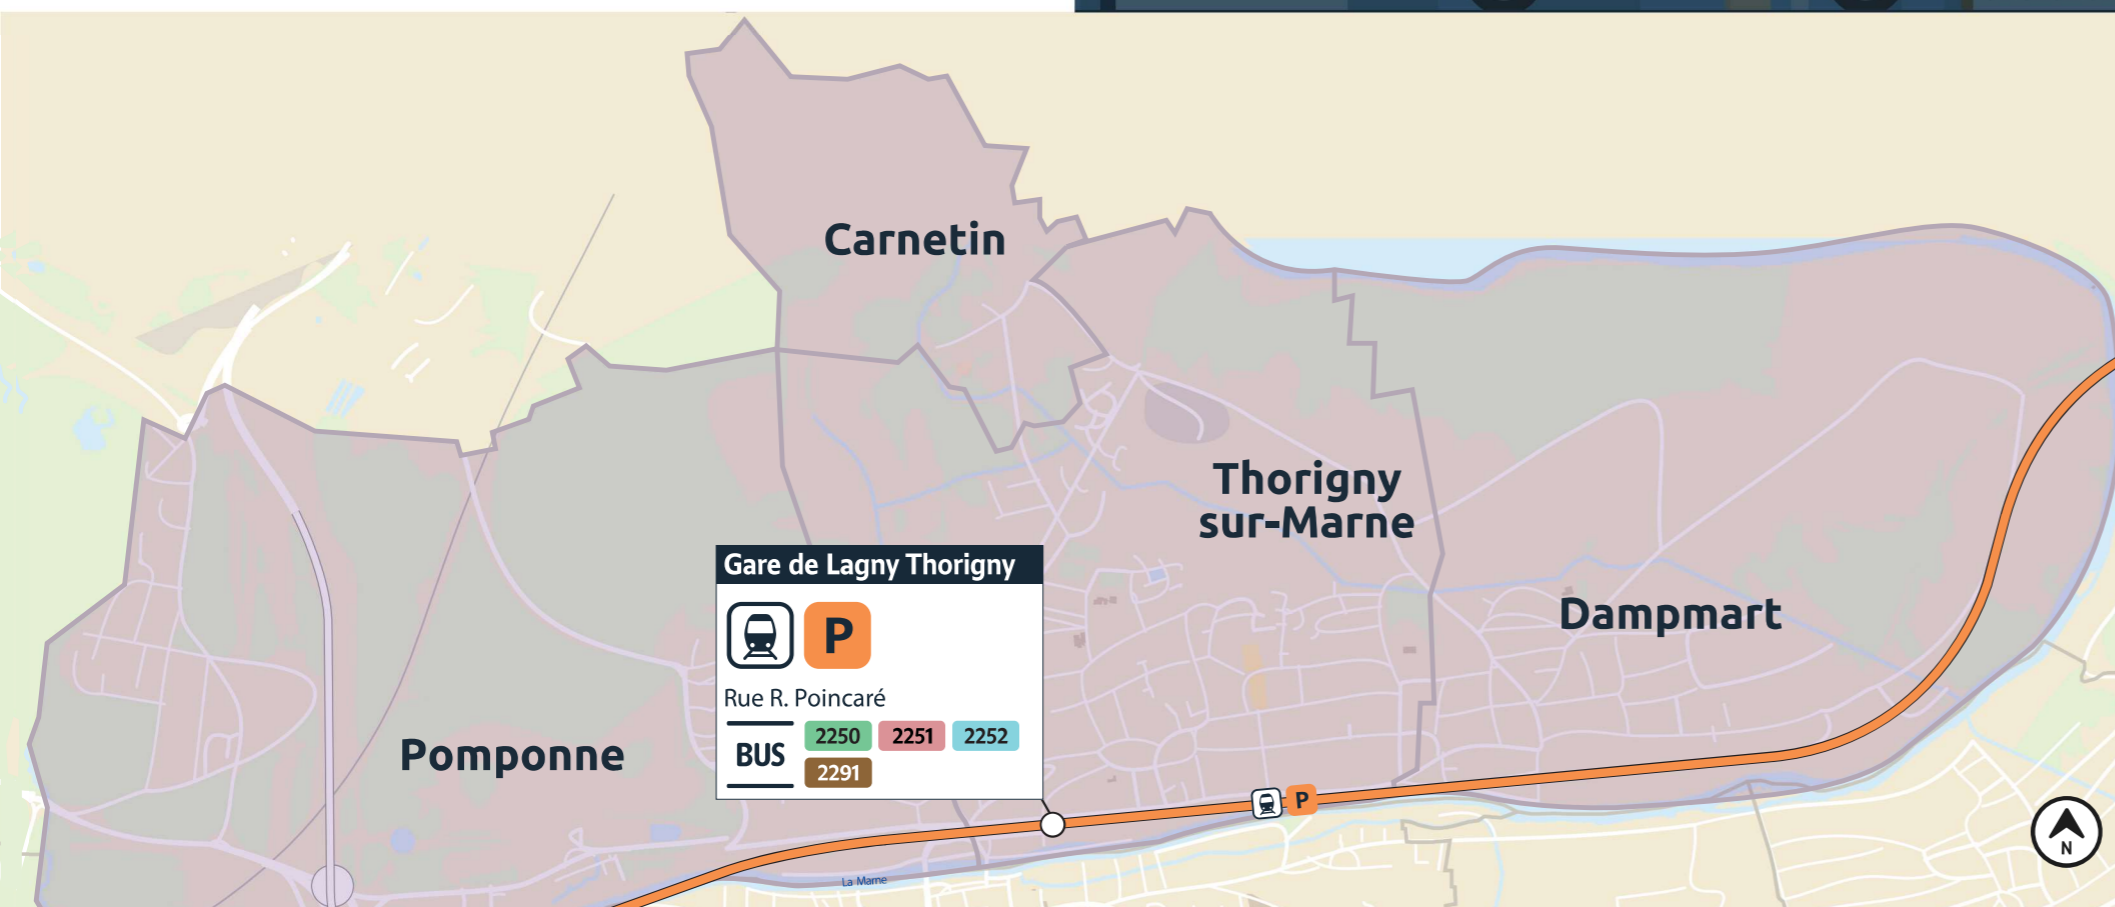 Carnetin
Thorigny
sur-Marne
Gare de Lagny Thorigny
P
Rue R. Poincaré
BUS
2250 2251 2252
2291
Dampmart
Pomponne
P
La Marne
N